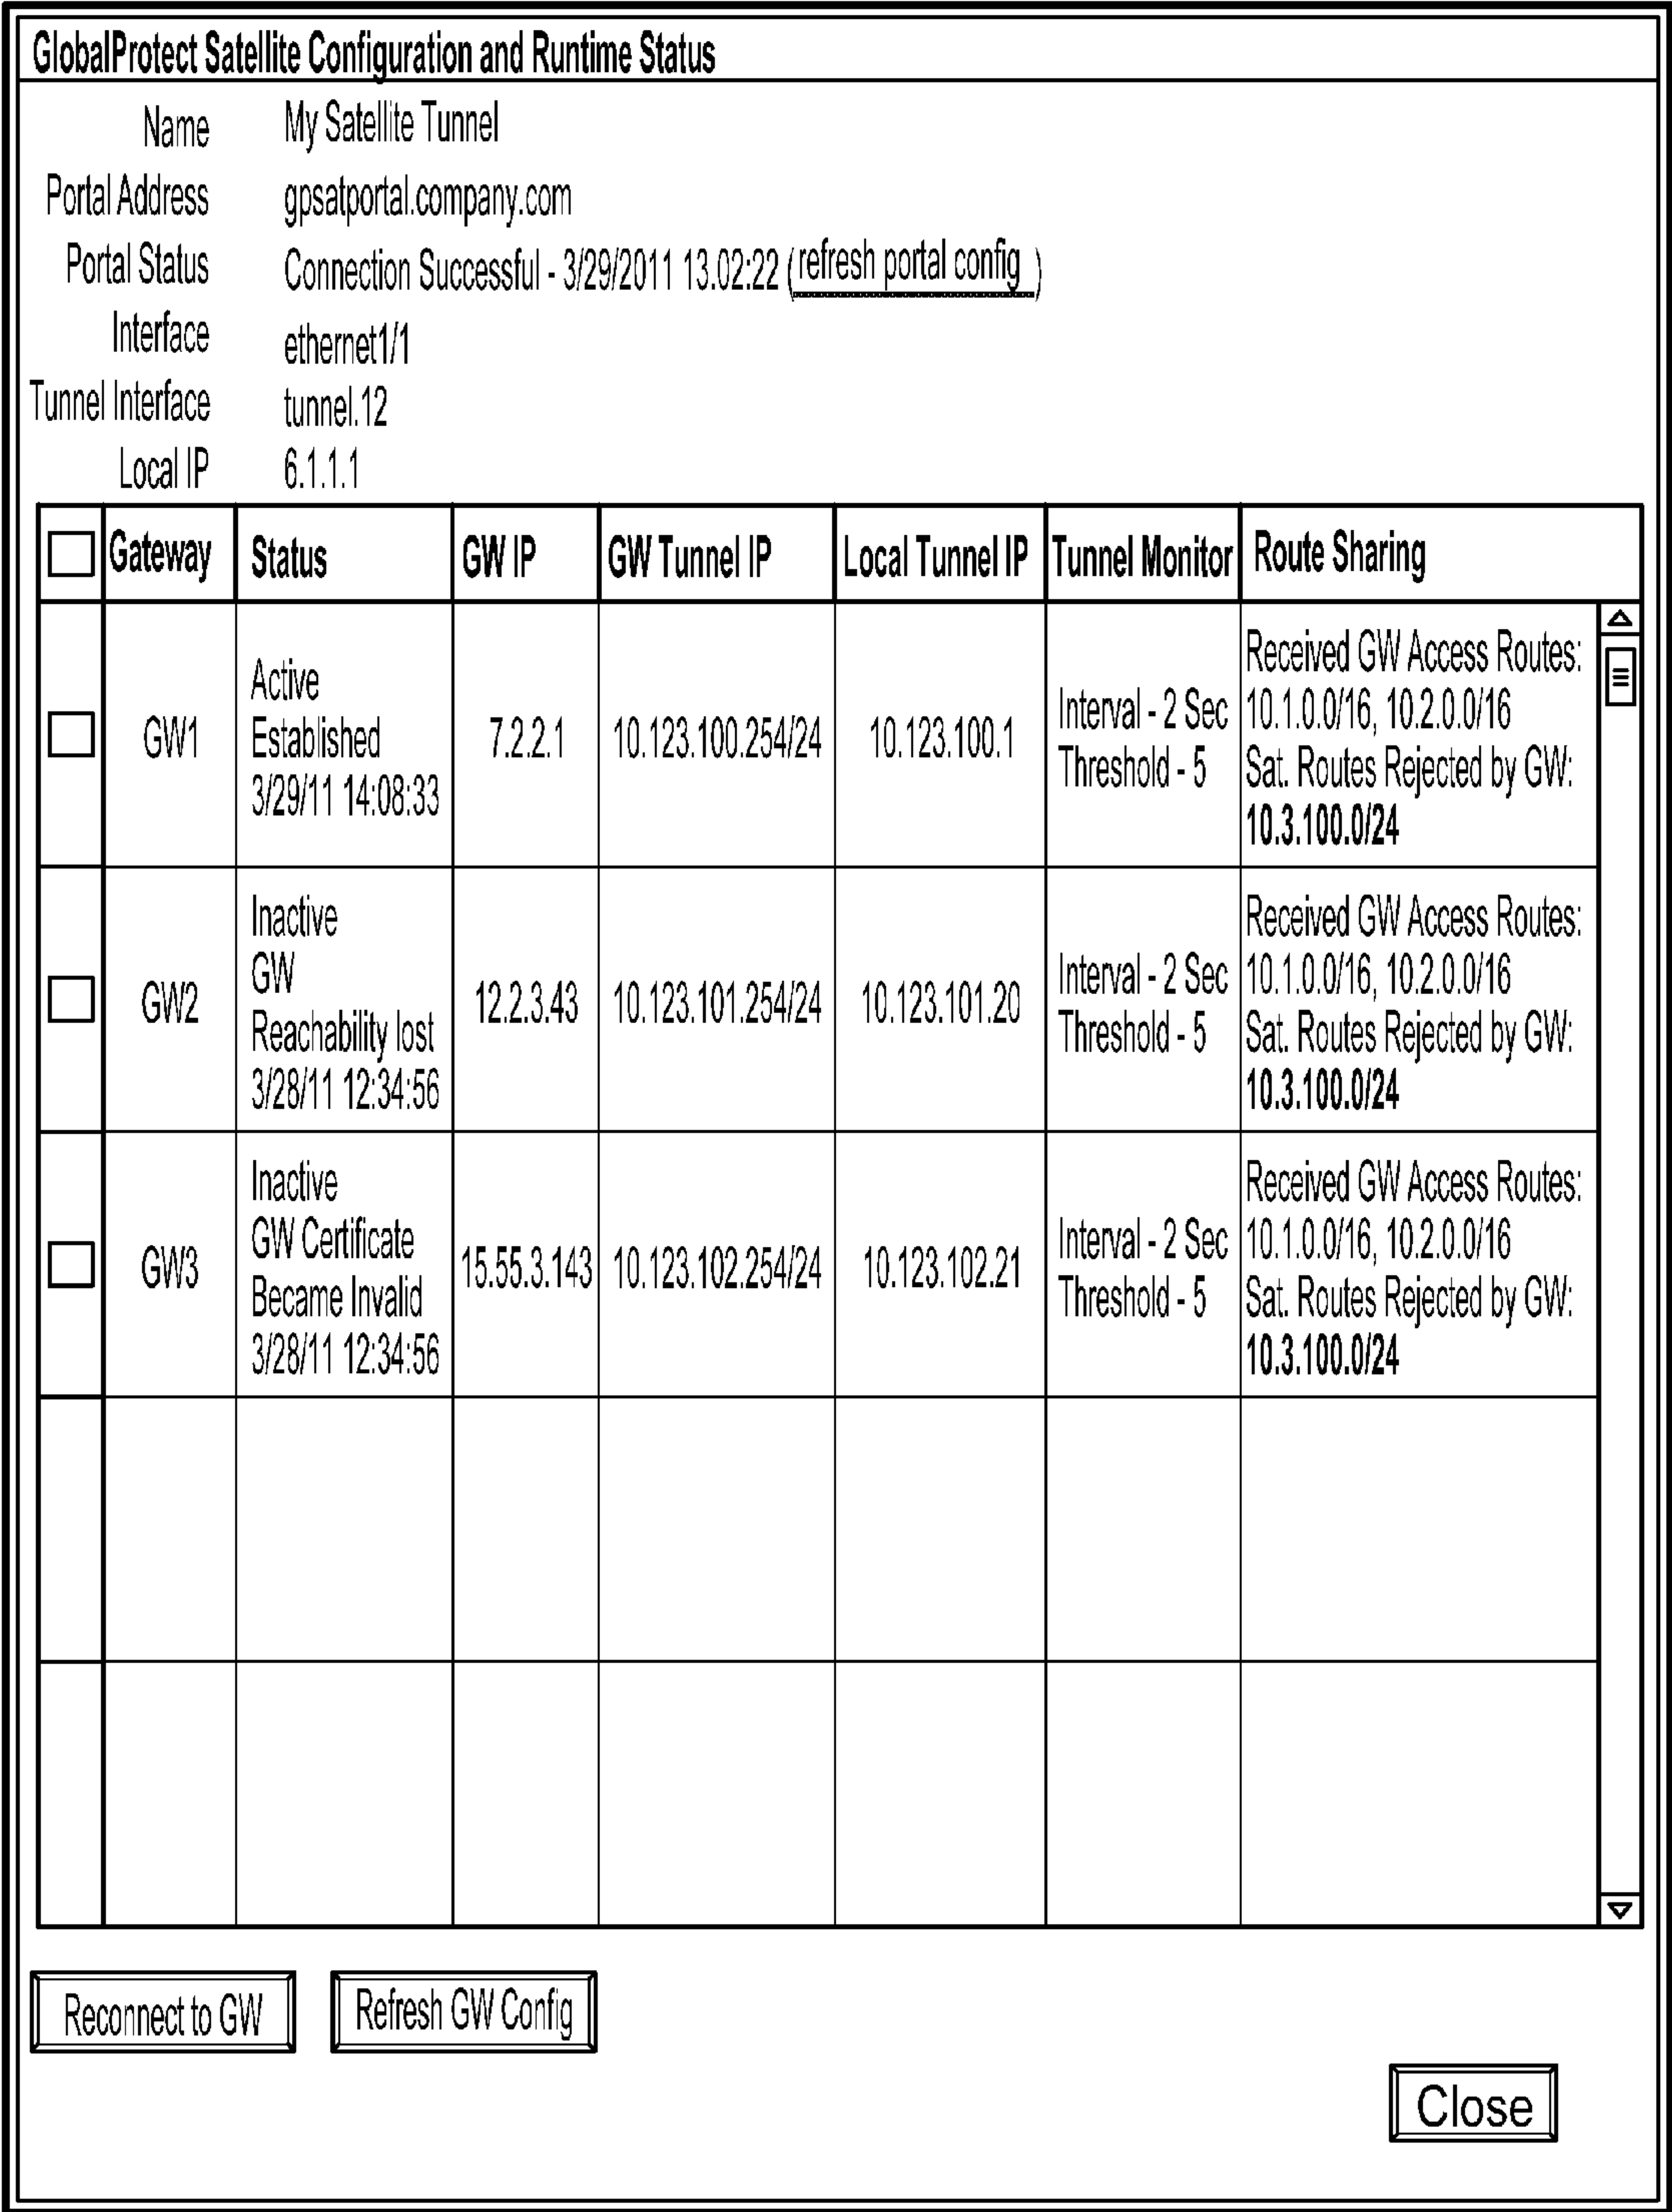 GlobalProtect Satellite Configuration and Runtime Status
Name My Satellite Tunnel
Portal Address gpsatportal.company.com
Portal Status Connection Successful - 3/29/2011 13.02:22 (refresh portal config )
Interface ethernet1/1
Tunnel Interface tunnel.12
Local IP 6.1.1.1
Gateway Status GW IP GW Tunnel IP Local Tunnel IP Tunnel Monitor Route Sharing
GW1
Active
Established
3/29/11 14:08:33
7.2.2.1
10.123.100.254/24
10.123.100.1
Interval - 2 Sec
Threshold - 5
Received GW Access Routes:
10.1.0.0/16, 10.2.0.0/16
Sat. Routes Rejected by GW:
10.3.100.0/24
GW2
Inactive
GW
Reachability lost
3/28/11 12:34:56
12.2.3.43
10.123.101.254/24
10.123.101.20
Interval - 2 Sec
Threshold - 5
Received GW Access Routes:
10.1.0.0/16, 10.2.0.0/16
Sat. Routes Rejected by GW:
10.3.100.0/24
GW3
Inactive
GW Certificate
Became Invalid
3/28/11 12:34:56
15.55.3.143
10.123.102.254/24
10.123.102.21
Interval - 2 Sec
Threshold - 5
Received GW Access Routes:
10.1.0.0/16, 10.2.0.0/16
Sat. Routes Rejected by GW:
10.3.100.0/24
Reconnect to GW
Refresh GW Config
Close